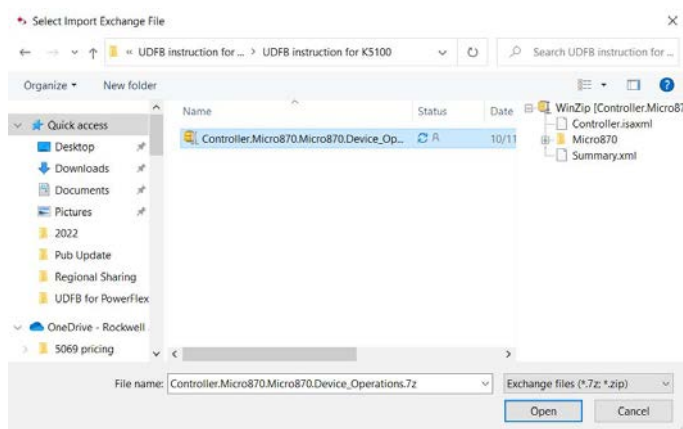 Select Import Exchange File
« UDFB instruction for ... > UDFB instruction for K5100
Search UDFB instruction for ...
Organize
New folder
Name
Status
Date
Quick access
Desktop
Downloads
Documents
Pictures
2022
Pub Update
Regional Sharing
UDFB for PowerFlex
OneDrive - Rockwell
5069 pricing
Controller.Micro870.Micro870.Device_Op...
10/11
WinZip [Controller.Micro87
Controller.isaxml
Micro870
Summary.xml
File name:
Controller.Micro870.Micro870.Device_Operations.7z
Exchange files (*.7z; *.zip)
Open
Cancel